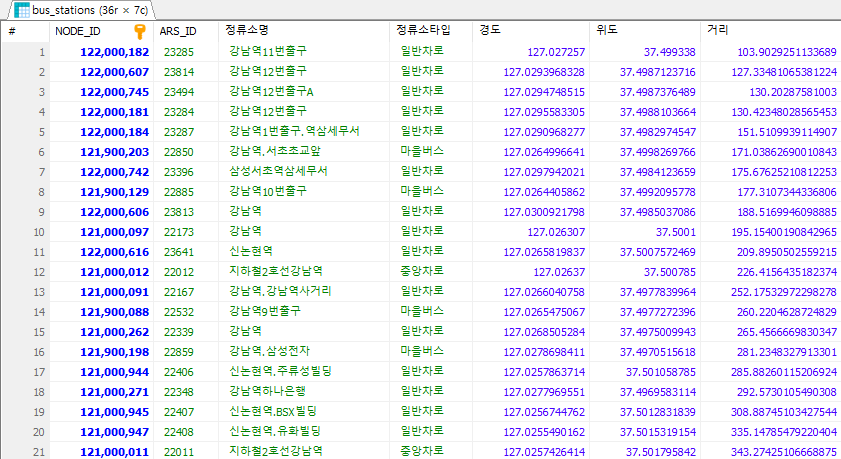 bus_stations (36r × 7c)
# NODE_ID ARS_ID 정류소명 정류소타입 경도 위도 거리
1 122,000,182 23285 강남역11번출구 일반차로 127.027257 37.499338 103.9029251133689
2 122,000,607 23814 강남역12번출구 일반차로 127.0293968328 37.4987123716 127.33481065381224
3 122,000,745 23494 강남역12번출구A 일반차로 127.0294748515 37.4987376489 130.20287581003
4 122,000,181 23284 강남역12번출구 일반차로 127.0295583305 37.4988103664 130.42348028565453
5 122,000,184 23287 강남역1번출구,역삼세무서 일반차로 127.0290968277 37.4982974547 151.5109939114907
6 121,900,203 22850 강남역,서초초교앞 마을버스 127.0264996641 37.4998269766 171.03862690010843
7 122,000,742 23396 삼성서초역삼세무서 일반차로 127.0297942021 37.4984123659 175.67625210812253
8 121,900,129 22885 강남역10번출구 마을버스 127.0264405862 37.4992095778 177.3107344336806
9 122,000,606 23813 강남역 일반차로 127.0300921798 37.4985037086 188.5169946098885
10 121,000,097 22173 강남역 일반차로 127.026307 37.5001 195.15400190842965
11 122,000,616 23641 신논현역 일반차로 127.0265819837 37.5007572469 209.8950502559215
12 121,000,012 22012 지하철2호선강남역 중앙차로 127.02637 37.500785 226.4156435182374
13 121,000,091 22167 강남역,강남역사거리 일반차로 127.0266040758 37.4977839964 252.17532972298278
14 121,900,088 22532 강남역9번출구 마을버스 127.0265475067 37.4977272396 260.2204628724829
15 121,000,262 22339 강남역 일반차로 127.0268505284 37.4975009943 265.4566669830347
16 121,900,198 22859 강남역,삼성전자 마을버스 127.0278698411 37.4970515618 281.2348327913301
17 121,000,944 22406 신논현역,주류성빌딩 일반차로 127.0257863714 37.501058785 285.88260115206924
18 121,000,271 22348 강남역하나은행 일반차로 127.0277969551 37.4969583114 292.5730105490308
19 121,000,945 22407 신논현역,BSX빌딩 일반차로 127.0256744762 37.5012831839 308.88745103427544
20 121,000,947 22408 신논현역,유화빌딩 일반차로 127.0255490162 37.5015319154 335.14785479220404
21 121,000,011 22011 지하철2호선강남역 중앙차로 127.0257426414 37.501795842 343.27425106668875